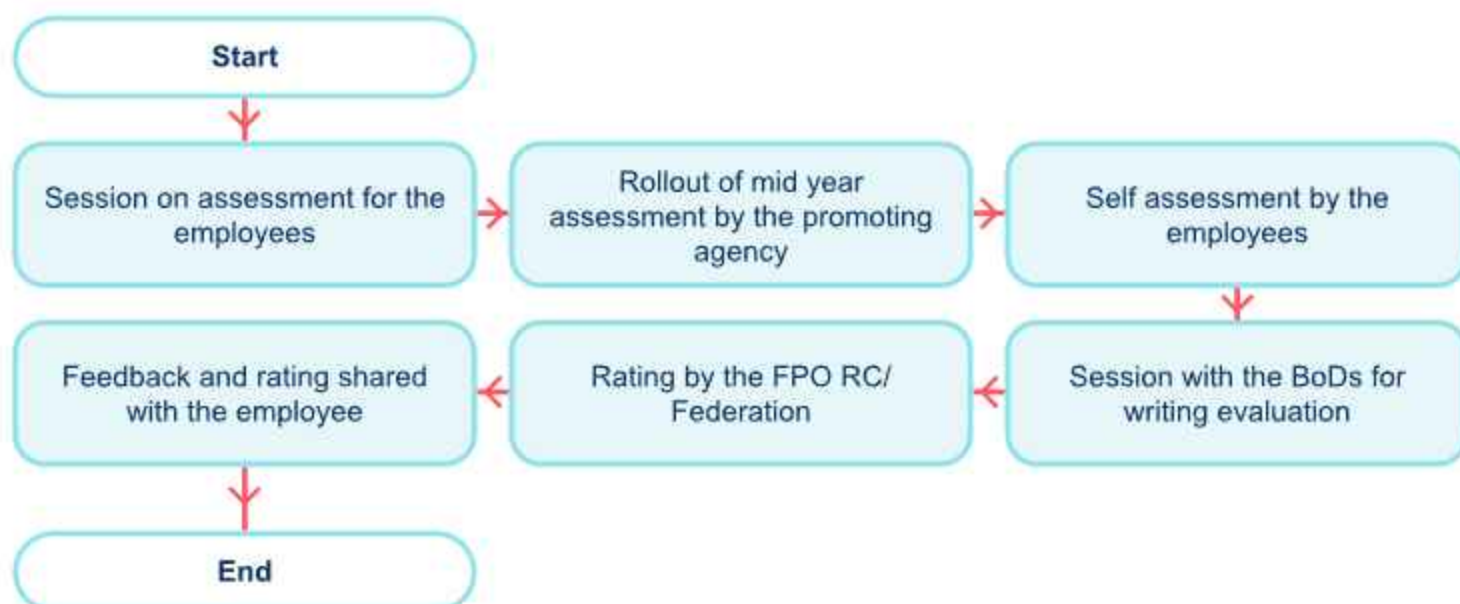 Start
Session on assessment for the
employees
Rollout of mid year
assessment by the promoting
agency
Self assessment by the
employees
Session with the BoDs for
writing evaluation
Rating by the FPO RC/
Federation
Feedback and rating shared
with the employee
End